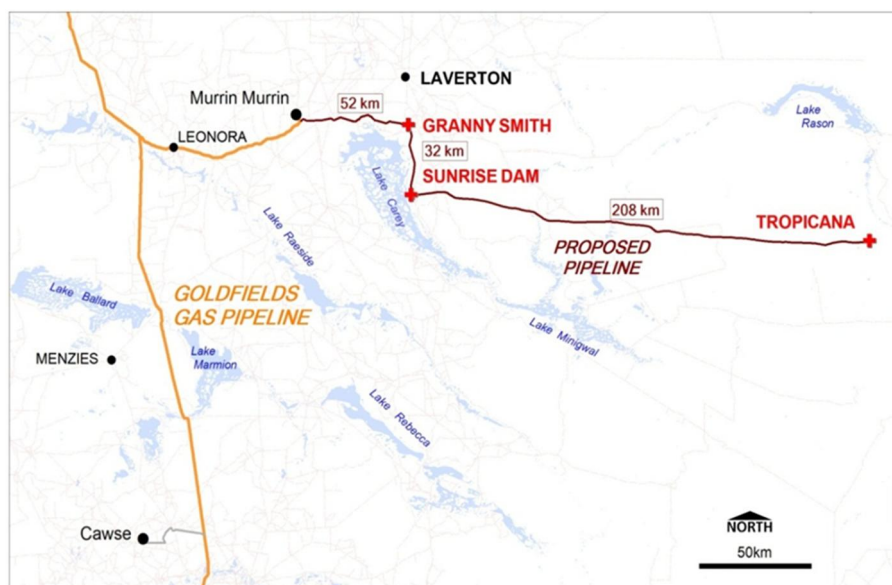 LAVERTON
Murrin Murrin
52 km
GRANNY SMITH
LEONORA
32 km
SUNRISE DAM
Lake
Rason
Lake Carey
208 km
TROPICANA
Lake Raeside
PROPOSED
PIPELINE
GOLDFIELDS
GAS PIPELINE
Lake Ballard
Lake Minigwal
MENZIES
Lake
Marmion
Lake Rebecca
Cawse
NORTH
50km